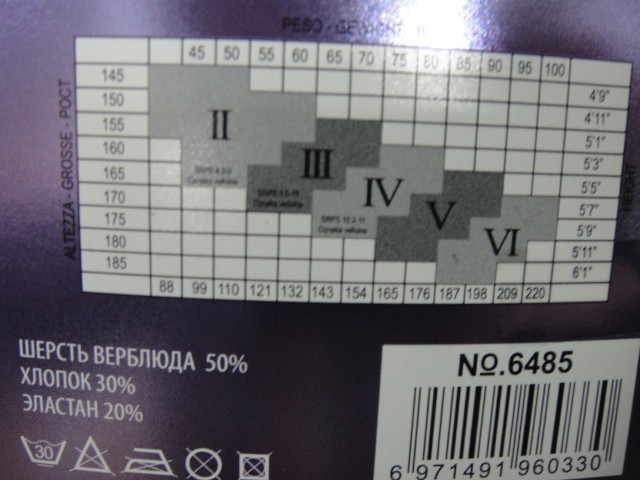 PESO - GEWICHT
45 50 55 60 65 70 75 80 85 90 95 100
145
150 4'9"
155 4'11"
160 5'1"
165 5'3"
170 5'5"
175 5'7"
180 5'9"
185 5'11"
6'1"
II
III
IV
V
VI
ALTEZZA - GROSSE - РОСТ
HEIGHT
88 99 110 121 132 143 154 165 176 187 198 209 220
ШЕРСТЬ ВЕРБЛЮДА 50%
ХЛОПОК 30%
ЭЛАСТАН 20%
30
№.6485
6 971491 960330